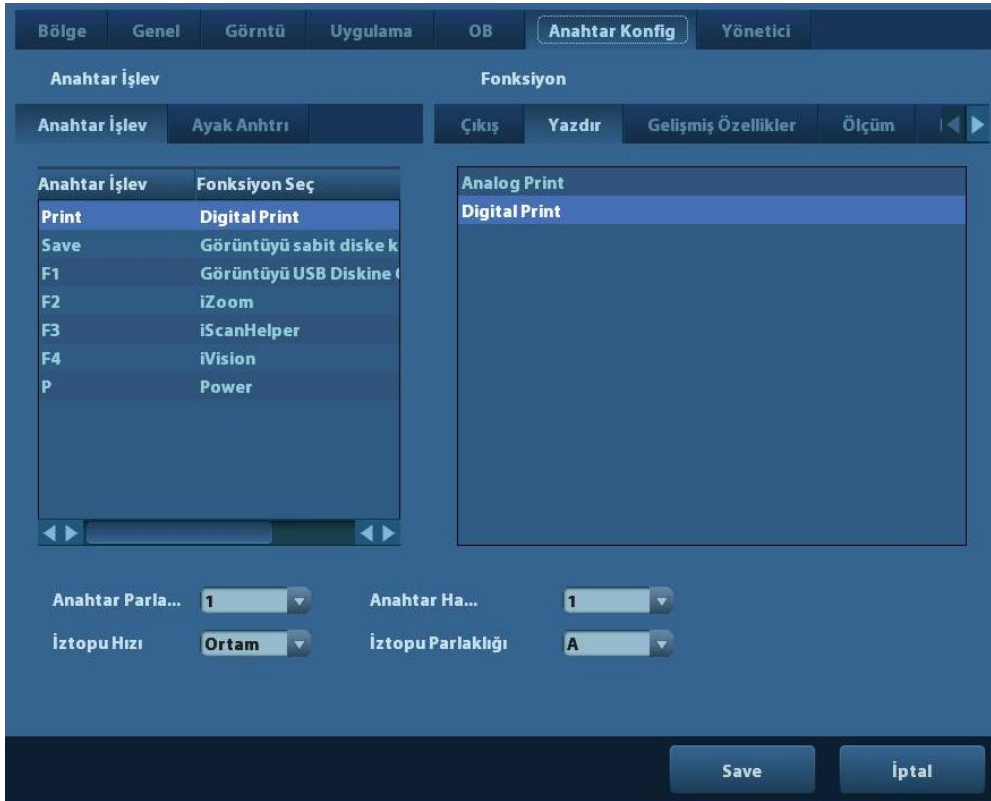 Bölge Genel Görntü Uygulama OB Anahtar Konfig Yönetici
Anahtar İşlev Fonksiyon
Anahtar İşlev Ayak Anhtrı Çıkış Yazdır Gelişmiş Özellikler Ölçüm
Anahtar İşlev Fonksiyon Seç
Print Digital Print
Save Görüntüyü sabit diske k
F1 Görüntüyü USB Diskine
F2 iZoom
F3 iScanHelper
F4 iVision
P Power
Analog Print
Digital Print
Anahtar Parla... 1 Anahtar Ha... 1
İztopu Hızı Ortam İztopu Parlaklığı A
Save İptal